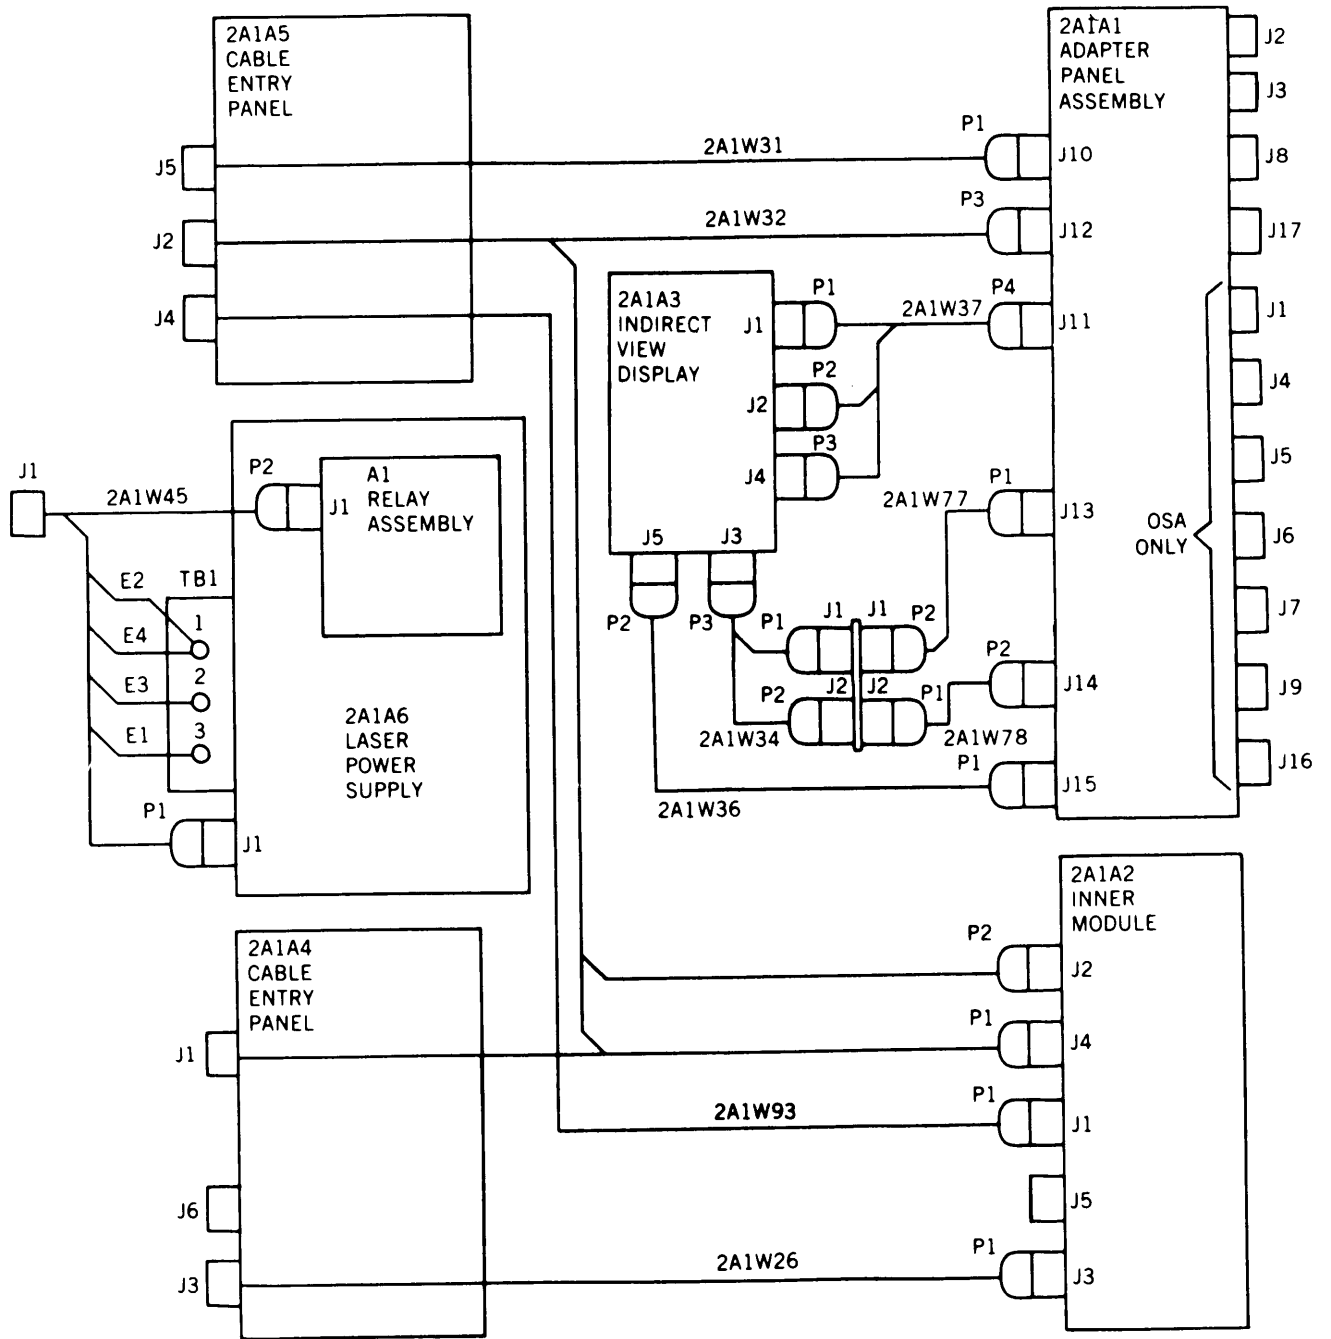 2A1A5
CABLE
ENTRY
PANEL
J5
J2
J4
2A1W31
2A1W32
P1
J10
P3
J12
P4
J11
2A1A1
ADAPTER
PANEL
ASSEMBLY
J2
J3
J8
J17
J1
J4
J5
J6
J7
J9
J16
OSA
ONLY
2A1A3
INDIRECT
VIEW
DISPLAY
J1
P1
J2
P2
J4
P3
2A1W37
J5
J3
P2
P3
2A1W77
P1
J13
P1
J1
J1
P2
P2
J2
J2
P1
2A1W34
2A1W78
P2
J14
P1
J15
2A1W36
J1
2A1W45
P2
J1
A1
RELAY
ASSEMBLY
E2
TB1
1
E4
2
E3
3
E1
P1
J1
2A1A6
LASER
POWER
SUPPLY
2A1A4
CABLE
ENTRY
PANEL
J1
J6
J3
2A1W93
2A1W26
2A1A2
INNER
MODULE
P2
J2
P1
J4
P1
J1
J5
P1
J3